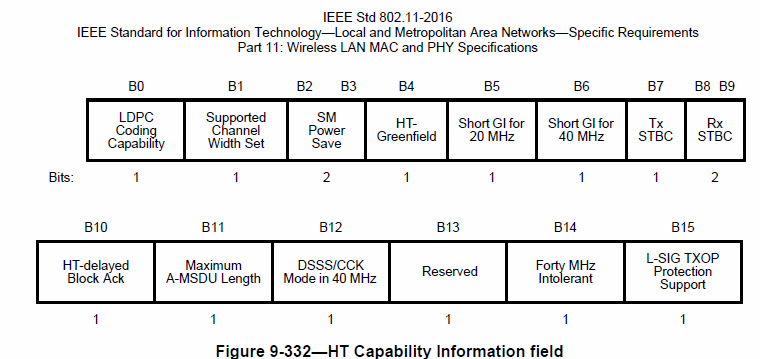 IEEE Std 802.11-2016
IEEE Standard for Information Technology—Local and Metropolitan Area Networks—Specific Requirements
Part 11: Wireless LAN MAC and PHY Specifications
B0 B1 B2 B3 B4 B5 B6 B7 B8 B9
LDPC Coding Capability
Supported Channel Width Set
SM Power Save
HT-Greenfield
Short GI for 20 MHz
Short GI for 40 MHz
Tx STBC
Rx STBC
Bits: 1 1 2 1 1 1 1 2
B10 B11 B12 B13 B14 B15
HT-delayed Block Ack
Maximum A-MSDU Length
DSSS/CCK Mode in 40 MHz
Reserved
Forty MHz Intolerant
L-SIG TXOP Protection Support
1 1 1 1 1 1
Figure 9-332—HT Capability Information field